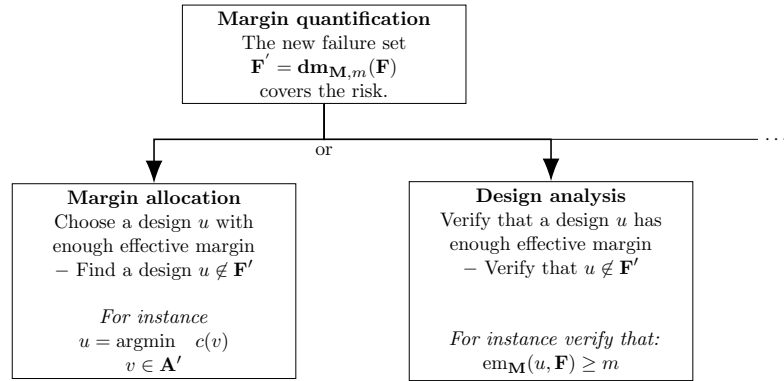 Margin quantification
The new failure set
F′ = dm_{M,m}(F)
covers the risk.
or
...
Margin allocation
Choose a design u with
enough effective margin
– Find a design u ∉ F′
For instance
u = argmin c(v)
v ∈ A′
Design analysis
Verify that a design u has
enough effective margin
– Verify that u ∉ F′
For instance verify that:
em_M(u, F) ≥ m